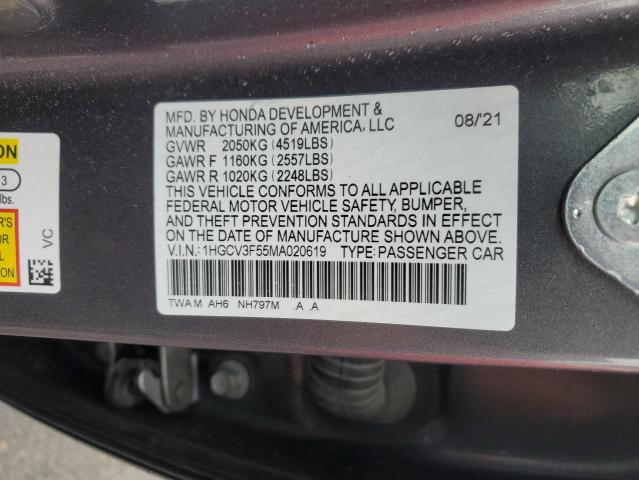 MFD. BY HONDA DEVELOPMENT &
MANUFACTURING OF AMERICA, LLC 08/'21
GVWR 2050KG (4519LBS)
GAWR F 1160KG (2557LBS)
GAWR R 1020KG (2248LBS)
THIS VEHICLE CONFORMS TO ALL APPLICABLE
FEDERAL MOTOR VEHICLE SAFETY, BUMPER,
AND THEFT PREVENTION STANDARDS IN EFFECT
ON THE DATE OF MANUFACTURE SHOWN ABOVE.
V.I.N.:1HGCV3F55MA020619 TYPE:PASSENGER CAR
TWA M AH6 NH797M .A .A
3
lbs.
VC